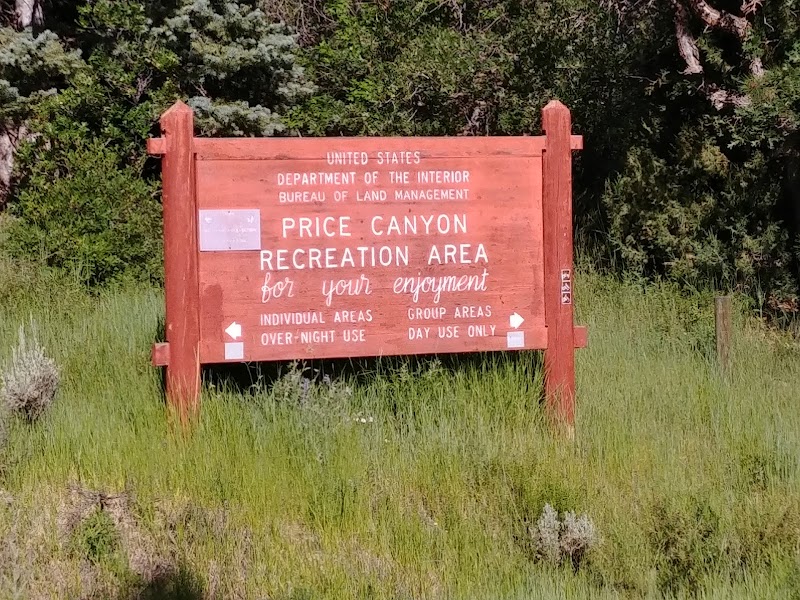 UNITED STATES
DEPARTMENT OF THE INTERIOR
BUREAU OF LAND MANAGEMENT
PRICE CANYON
RECREATION AREA
for your enjoyment
INDIVIDUAL AREAS
OVER-NIGHT USE
GROUP AREAS
DAY USE ONLY